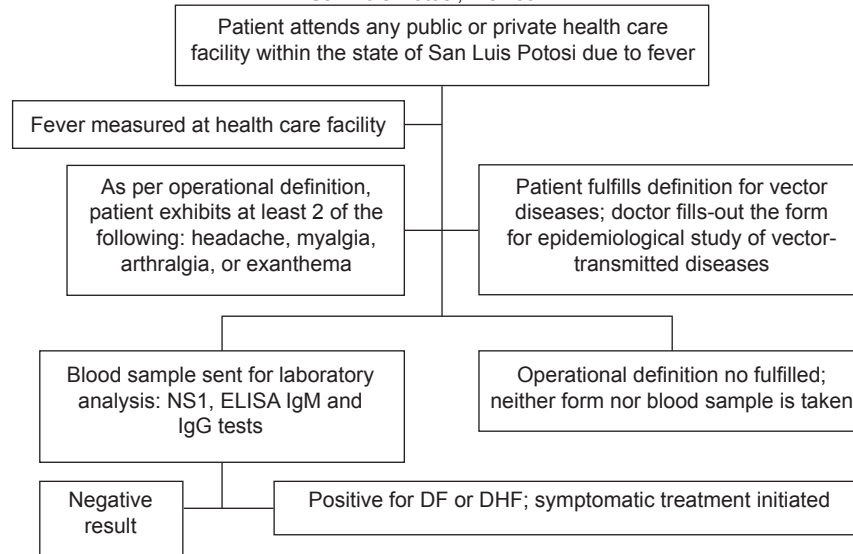 Patient attends any public or private health care
facility within the state of San Luis Potosi due to fever
Fever measured at health care facility
As per operational definition,
patient exhibits at least 2 of the
following: headache, myalgia,
arthralgia, or exanthema
Patient fulfills definition for vector
diseases; doctor fills-out the form
for epidemiological study of vector-
transmitted diseases
Blood sample sent for laboratory
analysis: NS1, ELISA IgM and
IgG tests
Operational definition no fulfilled;
neither form nor blood sample is taken
Negative
result
Positive for DF or DHF; symptomatic treatment initiated